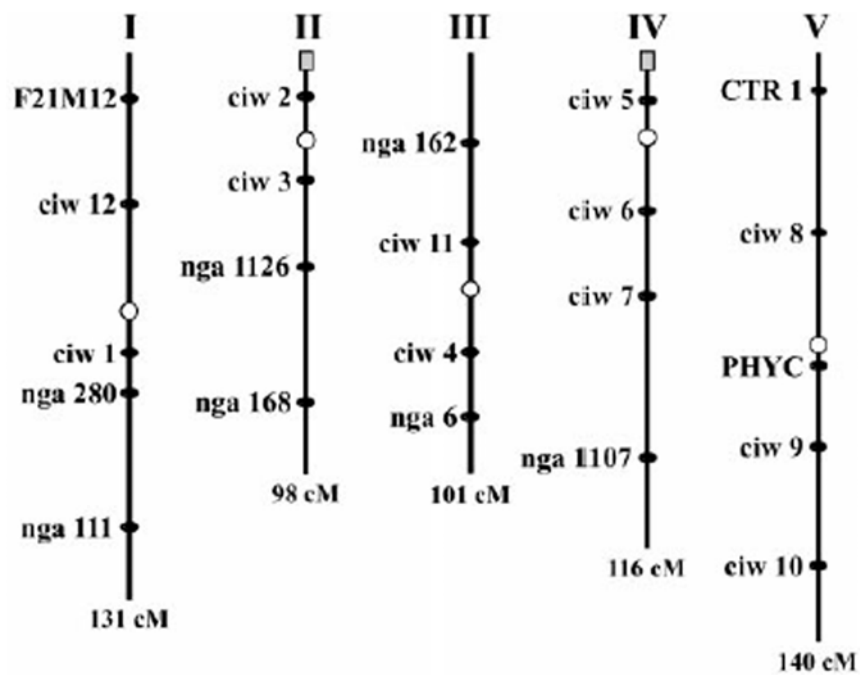 I
II
III
IV
V
F21M12
ciw 12
ciw 1
nga 280
nga 111
131 cM
ciw 2
ciw 3
nga 1126
nga 168
98 cM
nga 162
ciw 11
ciw 4
nga 6
101 cM
ciw 5
ciw 6
ciw 7
nga 1107
116 cM
CTR 1
ciw 8
PHYC
ciw 9
ciw 10
140 cM